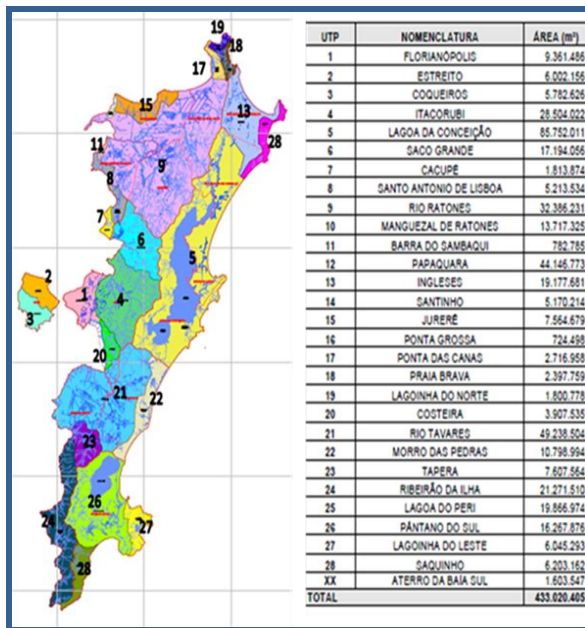 19
18
17
15
13
28
11
9
8
7
6
5
2
1
3
4
20
21
22
23
24
26
27
28
UTP NOMENCLATURA ÁREA (m²)
1 FLORIANÓPOLIS 9.361.486
2 ESTREITO 6.002.156
3 COQUEIROS 5.782.626
4 ITACORUBI 28.504.022
5 LAGOA DA CONCEIÇÃO 85.752.011
6 SACO GRANDE 17.194.056
7 CACUPÉ 1.813.874
8 SANTO ANTONIO DE LISBOA 5.213.534
9 RIO RATONES 32.386.231
10 MANGUEZAL DE RATONES 13.717.325
11 BARRA DO SAMBAQUI 782.785
12 PAPAQUARA 44.146.773
13 INGLESES 19.177.681
14 SANTINHO 5.170.214
15 JURERÊ 7.564.679
16 PONTA GROSSA 724.498
17 PONTA DAS CANAS 2.716.955
18 PRAIA BRAVA 2.397.759
19 LAGOINHA DO NORTE 1.800.778
20 COSTEIRA 3.907.535
21 RIO TAVARES 49.238.504
22 MORRO DAS PEDRAS 10.798.994
23 TAPERA 7.607.564
24 RIBEIRÃO DA ILHA 21.271.510
25 LAGOA DO PERI 19.866.974
26 PÂNTANO DO SUL 16.267.875
27 LAGOINHA DO LESTE 6.045.293
28 SAQUINHO 6.203.162
XX ATERRO DA BAÍA SUL 1.603.547
TOTAL 433.020.405